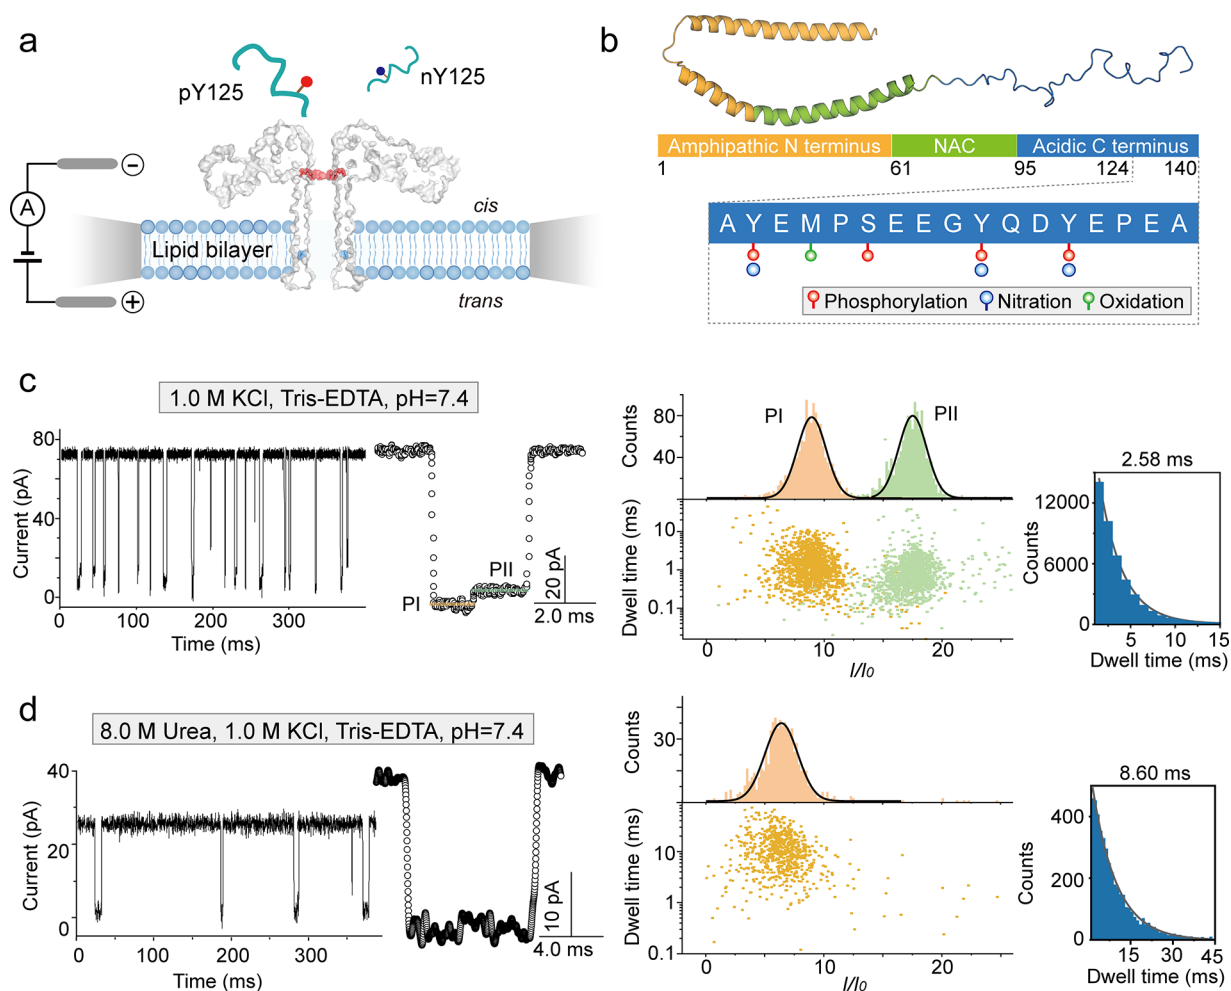 a
pY125
nY125
−
A
cis
Lipid bilayer
+
trans
b
Amphipathic N terminus NAC Acidic C terminus
1 61 95 124 140
A Y E M P S E E G Y Q D Y E P E A
Phosphorylation Nitration Oxidation
c
1.0 M KCl, Tris-EDTA, pH=7.4
Current (pA)
80
40
0
0 100 200 300
Time (ms)
PI
PII
20 pA
2.0 ms
Counts
80
40
PI
PII
Dwell time (ms)
10
1
0.1
0 10 20
I/I0
2.58 ms
Counts
12000
6000
0
5 10 15
Dwell time (ms)
d
8.0 M Urea, 1.0 M KCl, Tris-EDTA, pH=7.4
Current (pA)
40
20
0
0 100 200 300
Time (ms)
10 pA
4.0 ms
Counts
30
Dwell time (ms)
10
1
0.1
0 10 20
I/I0
8.60 ms
Counts
400
200
0
15 30 45
Dwell time (ms)